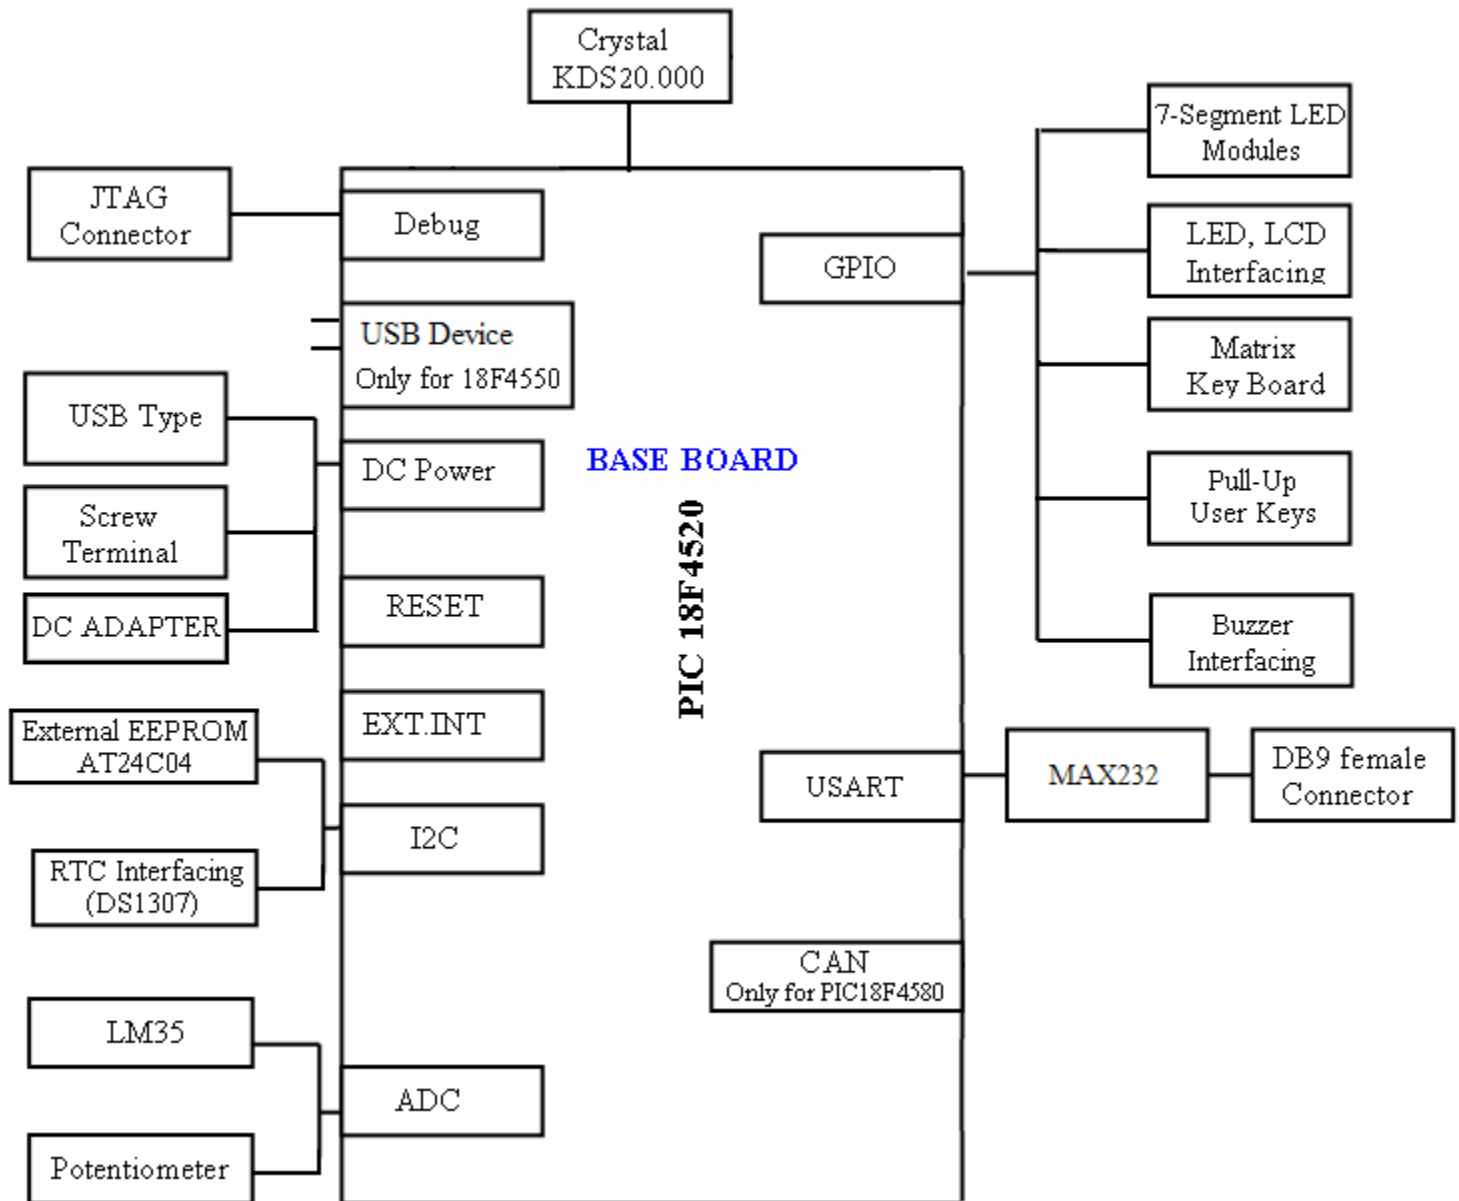 Crystal
KDS20.000
JTAG
Connector
Debug
USB Device
Only for 18F4550
USB Type
DC Power
Screw
Terminal
DC ADAPTER
RESET
External EEPROM
AT24C04
EXT.INT
I2C
RTC Interfacing
(DS1307)
LM35
ADC
Potentiometer
BASE BOARD
PIC 18F4520
GPIO
7-Segment LED
Modules
LED, LCD
Interfacing
Matrix
Key Board
Pull-Up
User Keys
Buzzer
Interfacing
USART
MAX232
DB9 female
Connector
CAN
Only for PIC18F4580